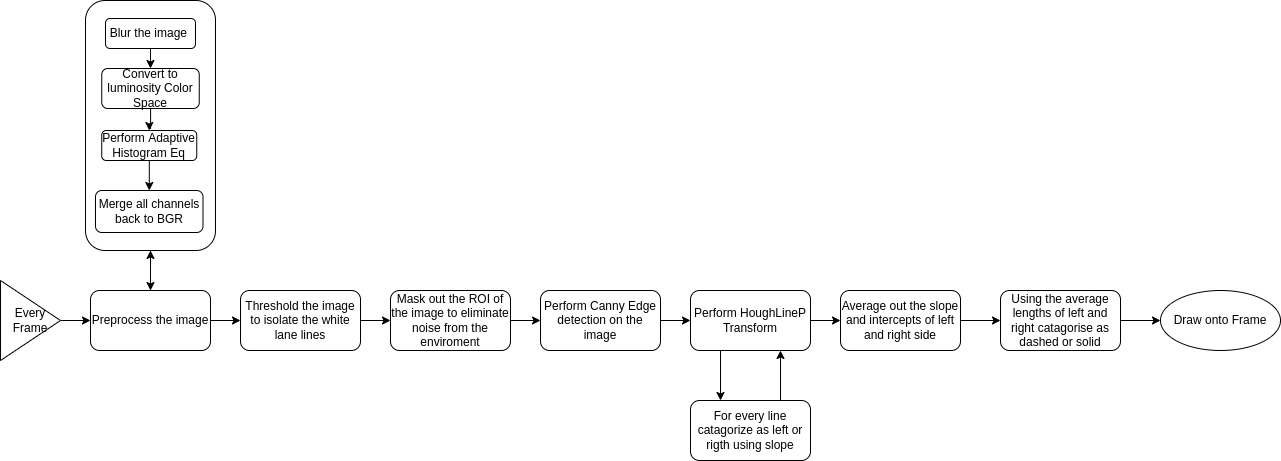 Blur the image
Convert to
luminosity Color
Space
Perform Adaptive
Histogram Eq
Merge all channels
back to BGR
Every
Frame
Preprocess the image
Threshold the image
to isolate the white
lane lines
Mask out the ROI of
the image to eliminate
noise from the
enviroment
Perform Canny Edge
detection on the
image
Perform HoughLineP
Transform
For every line
catagorize as left or
rigth using slope
Average out the slope
and intercepts of left
and right side
Using the average
lengths of left and
right catagorise as
dashed or solid
Draw onto Frame